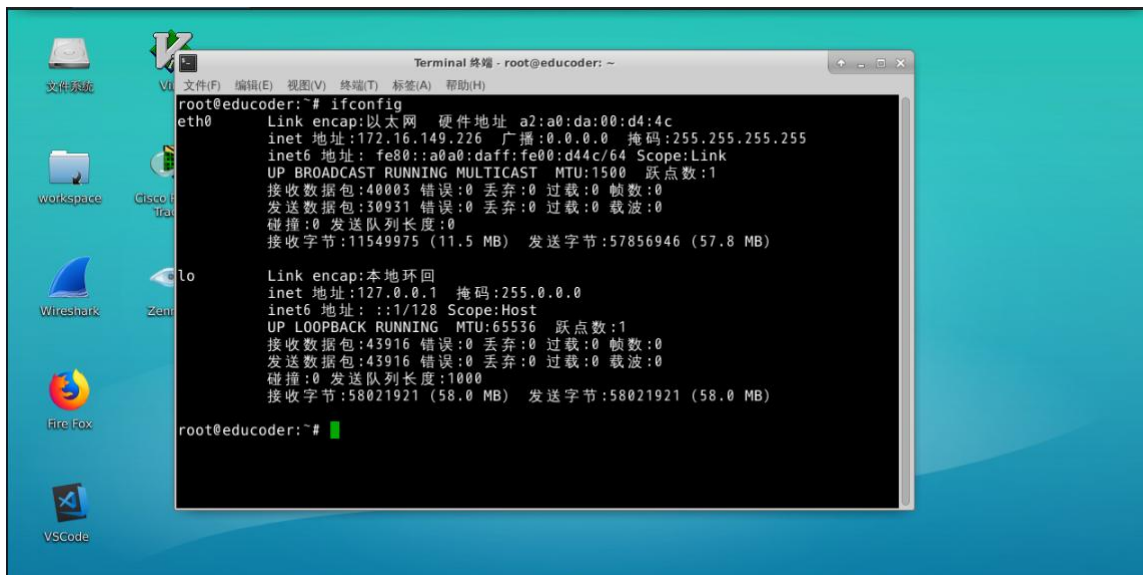 Terminal 终端 - root@educoder: ~
文件(F) 编辑(E) 视图(V) 终端(T) 标签(A) 帮助(H)
root@educoder:~# ifconfig
eth0 Link encap:以太网 硬件地址 a2:a0:da:00:d4:4c
inet 地址:172.16.149.226 广播:0.0.0.0 掩码:255.255.255.255
inet6 地址: fe80::a0a0:daff:fe00:d44c/64 Scope:Link
UP BROADCAST RUNNING MULTICAST MTU:1500 跃点数:1
接收数据包:40003 错误:0 丢弃:0 过载:0 帧数:0
发送数据包:30931 错误:0 丢弃:0 过载:0 载波:0
碰撞:0 发送队列长度:0
接收字节:11549975 (11.5 MB) 发送字节:57856946 (57.8 MB)
lo Link encap:本地环回
inet 地址:127.0.0.1 掩码:255.0.0.0
inet6 地址: ::1/128 Scope:Host
UP LOOPBACK RUNNING MTU:65536 跃点数:1
接收数据包:43916 错误:0 丢弃:0 过载:0 帧数:0
发送数据包:43916 错误:0 丢弃:0 过载:0 载波:0
碰撞:0 发送队列长度:1000
接收字节:58021921 (58.0 MB) 发送字节:58021921 (58.0 MB)
root@educoder:~#
文件系统
workspace
Cisco
Wireshark
Fire Fox
VSCode